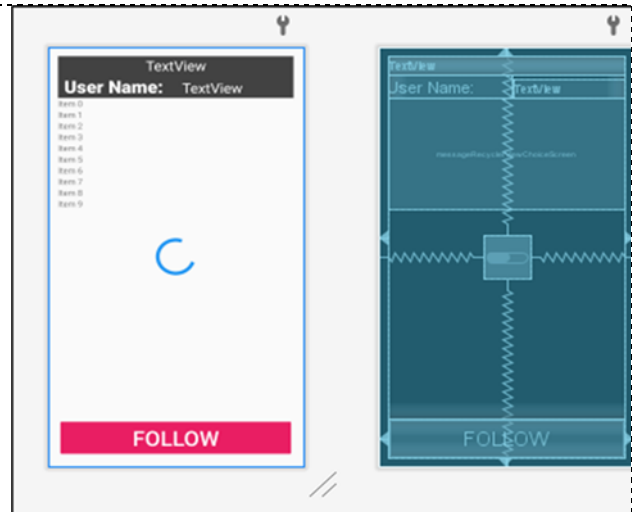 TextView
User Name: TextView
Item 0
Item 1
Item 2
Item 3
Item 4
Item 5
Item 6
Item 7
Item 8
Item 9
FOLLOW
TextView
User Name: TextView
FOLLOW